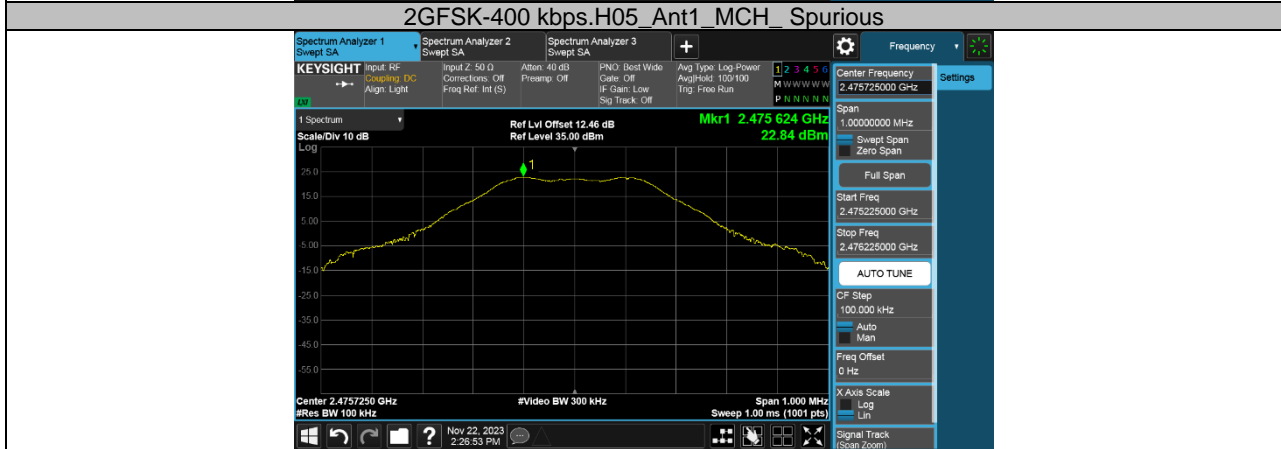 2GFSK-400 kbps.H05_Ant1_MCH_ Spurious
Spectrum Analyzer 1
Swept SA
Spectrum Analyzer 2
Swept SA
Spectrum Analyzer 3
Swept SA
+
Frequency
KEYSIGHT
Input: RF
Coupling: DC
Align: Light
Input Z: 50 Ω
Corrections: Off
Freq Ref: Int (S)
Atten: 40 dB
Preamp: Off
PNO: Best Wide
Gate: Off
IF Gain: Low
Sig Track: Off
Avg Type: Log-Power
Avg|Hold: 100/100
Trig: Free Run
1 2 3 4 5 6
M W W W W W
P N N N N N
LXI
1 Spectrum
Scale/Div 10 dB
Log
Ref Lvl Offset 12.46 dB
Ref Level 35.00 dBm
Mkr1 2.475 624 GHz
22.84 dBm
1
25.0
15.0
5.00
-5.00
-15.0
-25.0
-35.0
-45.0
-55.0
Center 2.4757250 GHz
#Res BW 100 kHz
#Video BW 300 kHz
Span 1.000 MHz
Sweep 1.00 ms (1001 pts)
Nov 22, 2023
2:26:53 PM
Center Frequency
2.475725000 GHz
Settings
Span
1.00000000 MHz
Swept Span
Zero Span
Full Span
Start Freq
2.475225000 GHz
Stop Freq
2.476225000 GHz
AUTO TUNE
CF Step
100.000 kHz
Auto
Man
Freq Offset
0 Hz
X Axis Scale
Log
Lin
Signal Track
(Span Zoom)